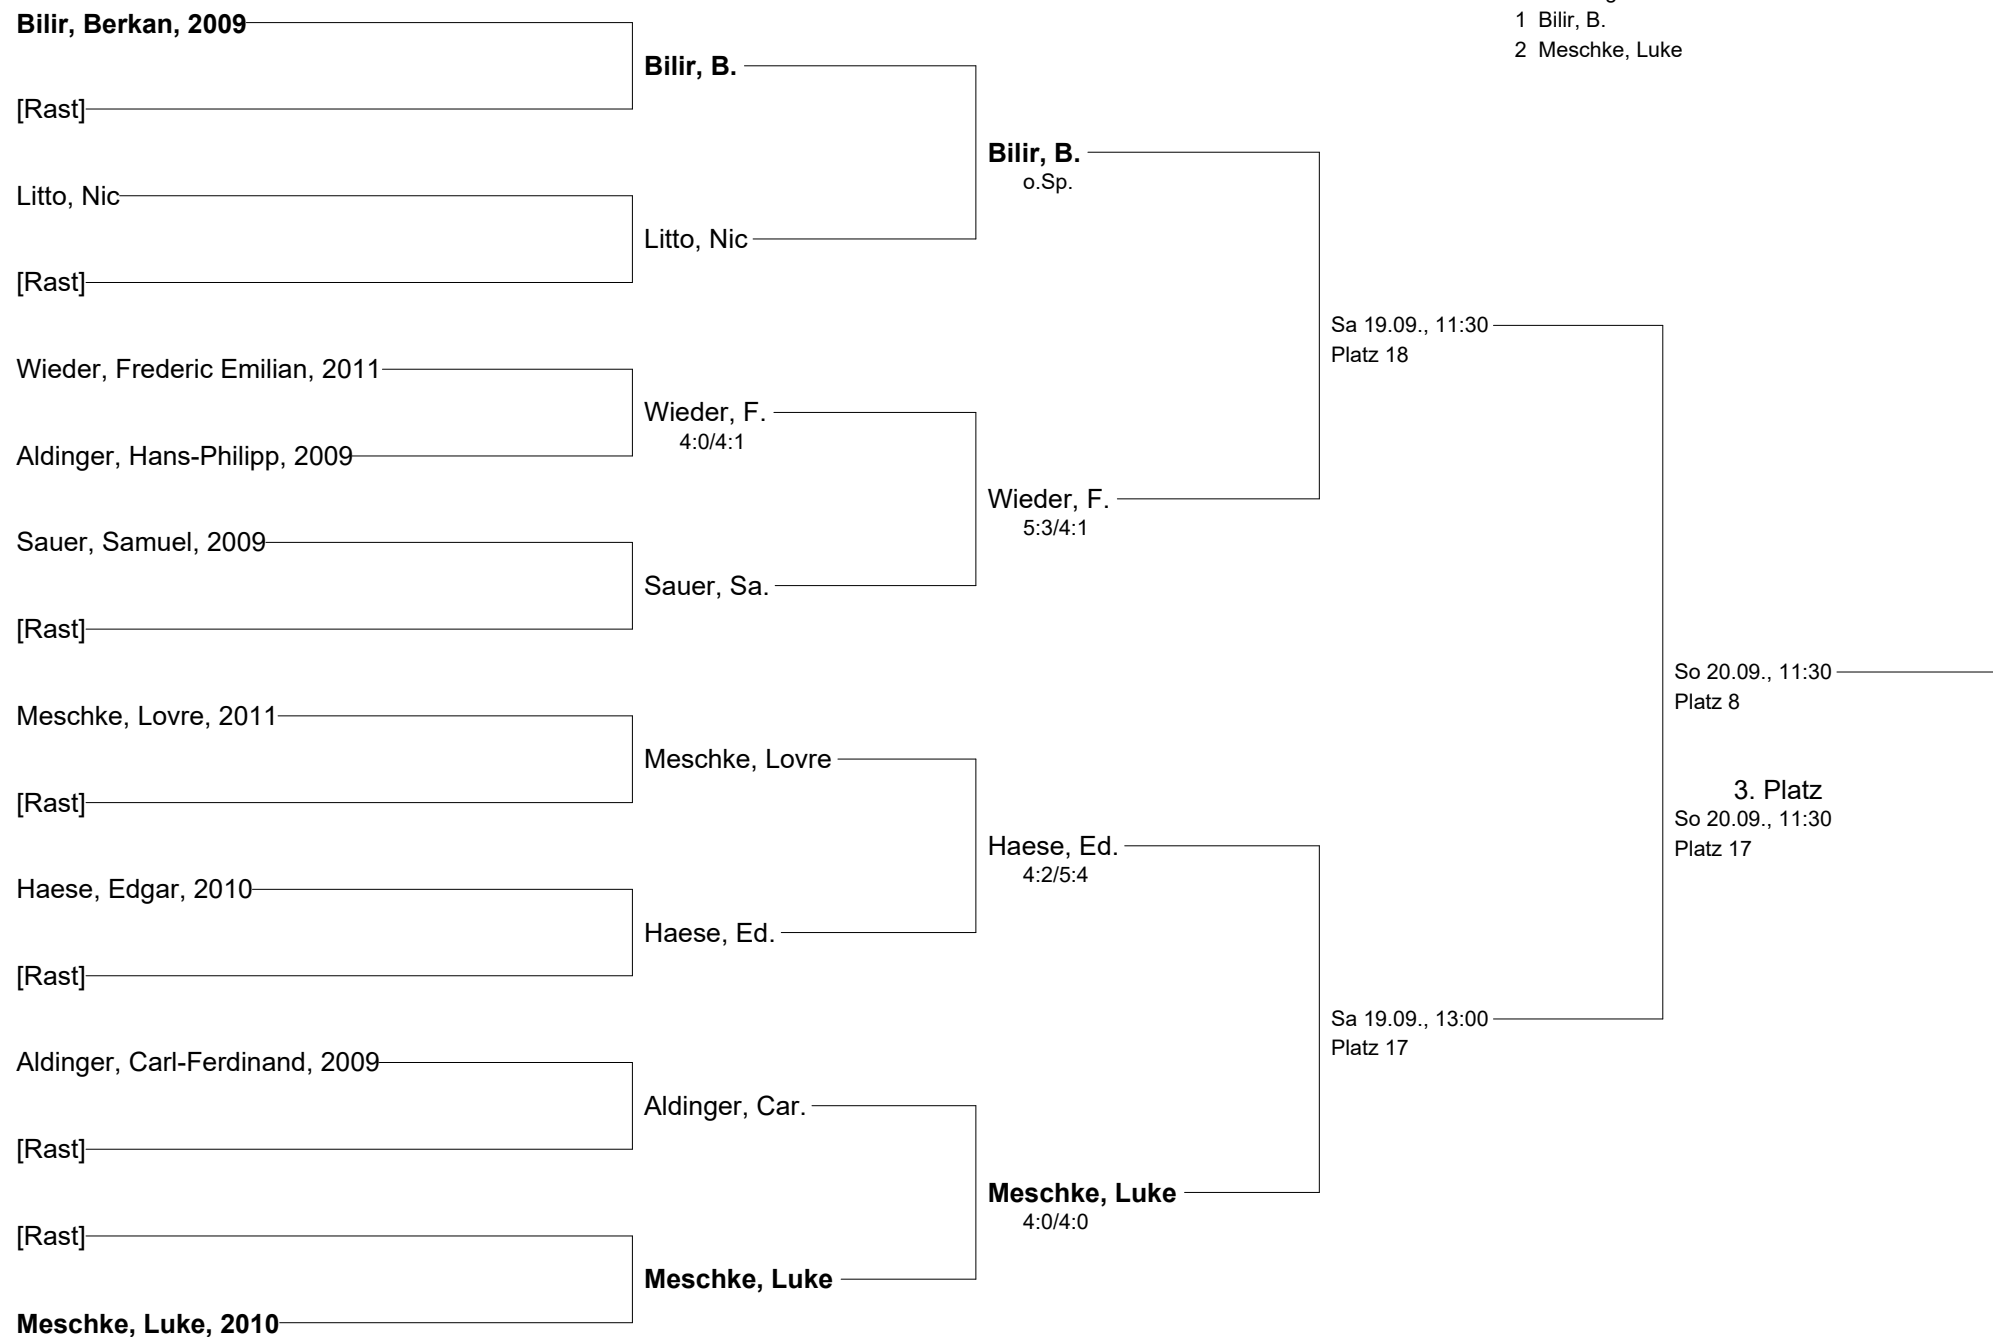 1 Bilir, B.
2 Meschke, Luke
Bilir, Berkan, 2009
[Rast]
Litto, Nic
[Rast]
Wieder, Frederic Emilian, 2011
Aldinger, Hans-Philipp, 2009
Sauer, Samuel, 2009
[Rast]
Meschke, Lovre, 2011
[Rast]
Haese, Edgar, 2010
[Rast]
Aldinger, Carl-Ferdinand, 2009
[Rast]
[Rast]
Meschke, Luke, 2010
Bilir, B.
Litto, Nic
Wieder, F.
4:0/4:1
Sauer, Sa.
Meschke, Lovre
Haese, Ed.
Aldinger, Car.
Meschke, Luke
Bilir, B.
o.Sp.
Wieder, F.
5:3/4:1
Haese, Ed.
4:2/5:4
Meschke, Luke
4:0/4:0
Sa 19.09., 11:30
Platz 18
Sa 19.09., 13:00
Platz 17
So 20.09., 11:30
Platz 8
3. Platz
So 20.09., 11:30
Platz 17